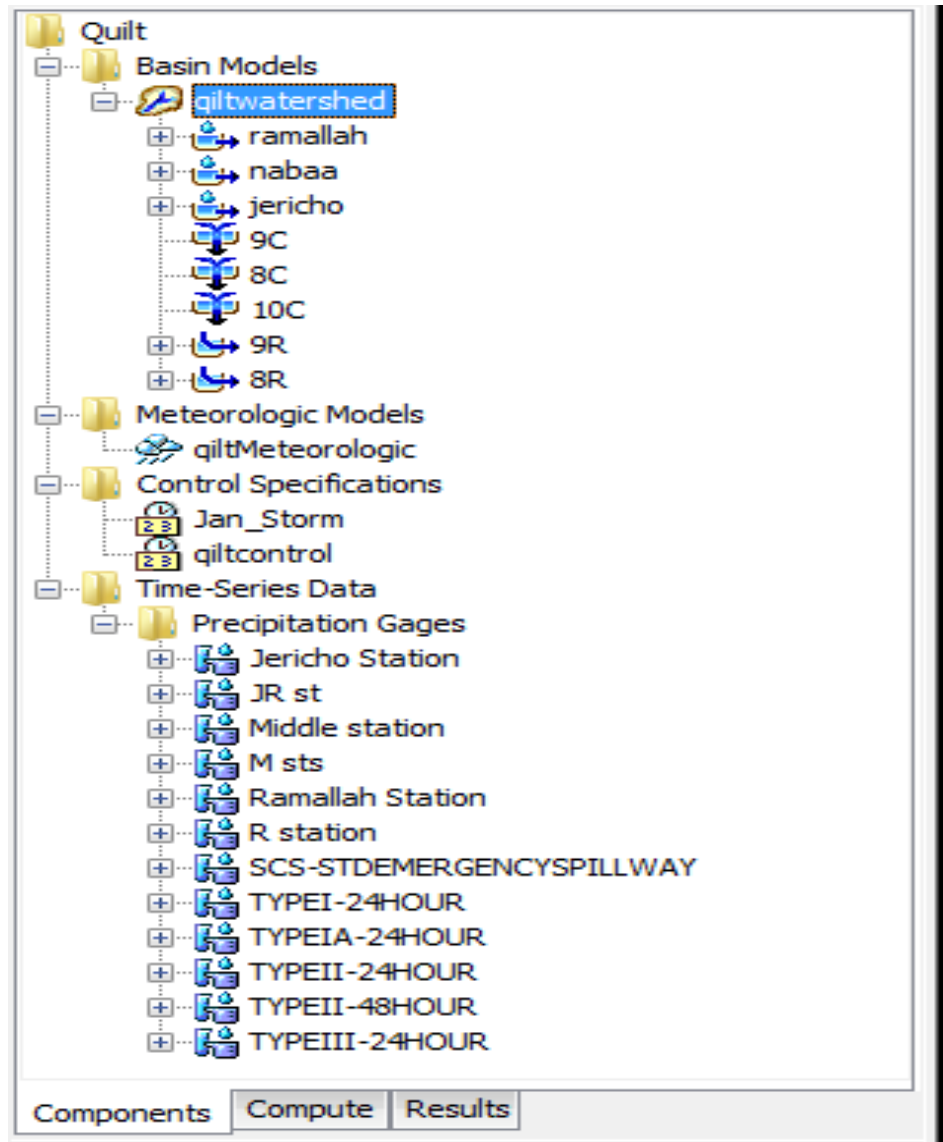 Quilt
Basin Models
qiltwatershed
ramallah
nabaa
jericho
9C
8C
10C
9R
8R
Meteorologic Models
qiltMeteorologic
Control Specifications
Jan_Storm
qiltcontrol
Time-Series Data
Precipitation Gages
Jericho Station
JR st
Middle station
M sts
Ramallah Station
R station
SCS-STDEMERGENCYSPILLWAY
TYPEI-24HOUR
TYPEIA-24HOUR
TYPEII-24HOUR
TYPEII-48HOUR
TYPEIII-24HOUR
Components Compute Results